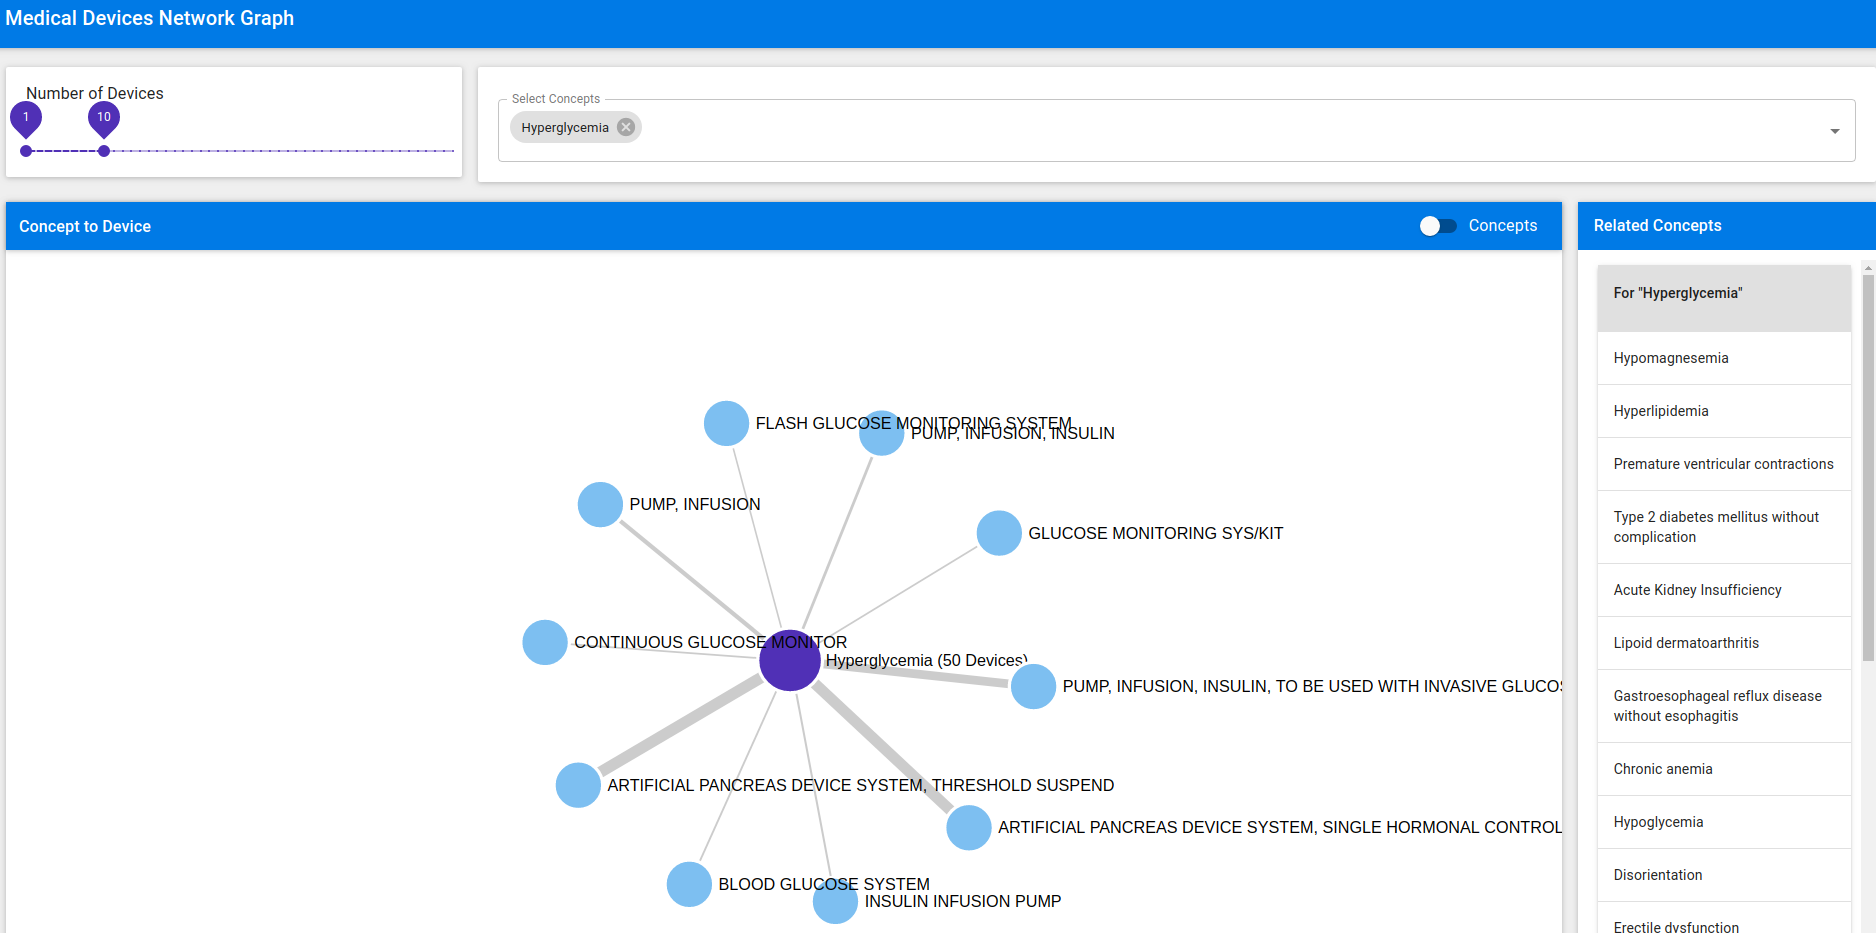 Medical Devices Network Graph
Number of Devices
1
10
Select Concepts
Hyperglycemia
Concept to Device
Concepts
Related Concepts
For "Hyperglycemia"
Hypomagnesemia
Hyperlipidemia
Premature ventricular contractions
Type 2 diabetes mellitus without
complication
Acute Kidney Insufficiency
Lipoid dermatoarthritis
Gastroesophageal reflux disease
without esophagitis
Chronic anemia
Hypoglycemia
Disorientation
Erectile dysfunction
FLASH GLUCOSE MONITORING SYSTEM
PUMP, INFUSION, INSULIN
PUMP, INFUSION
GLUCOSE MONITORING SYS/KIT
CONTINUOUS GLUCOSE MONITOR
Hyperglycemia (50 Devices)
PUMP, INFUSION, INSULIN, TO BE USED WITH INVASIVE GLUCOS
ARTIFICIAL PANCREAS DEVICE SYSTEM, THRESHOLD SUSPEND
ARTIFICIAL PANCREAS DEVICE SYSTEM, SINGLE HORMONAL CONTROL
BLOOD GLUCOSE SYSTEM
INSULIN INFUSION PUMP